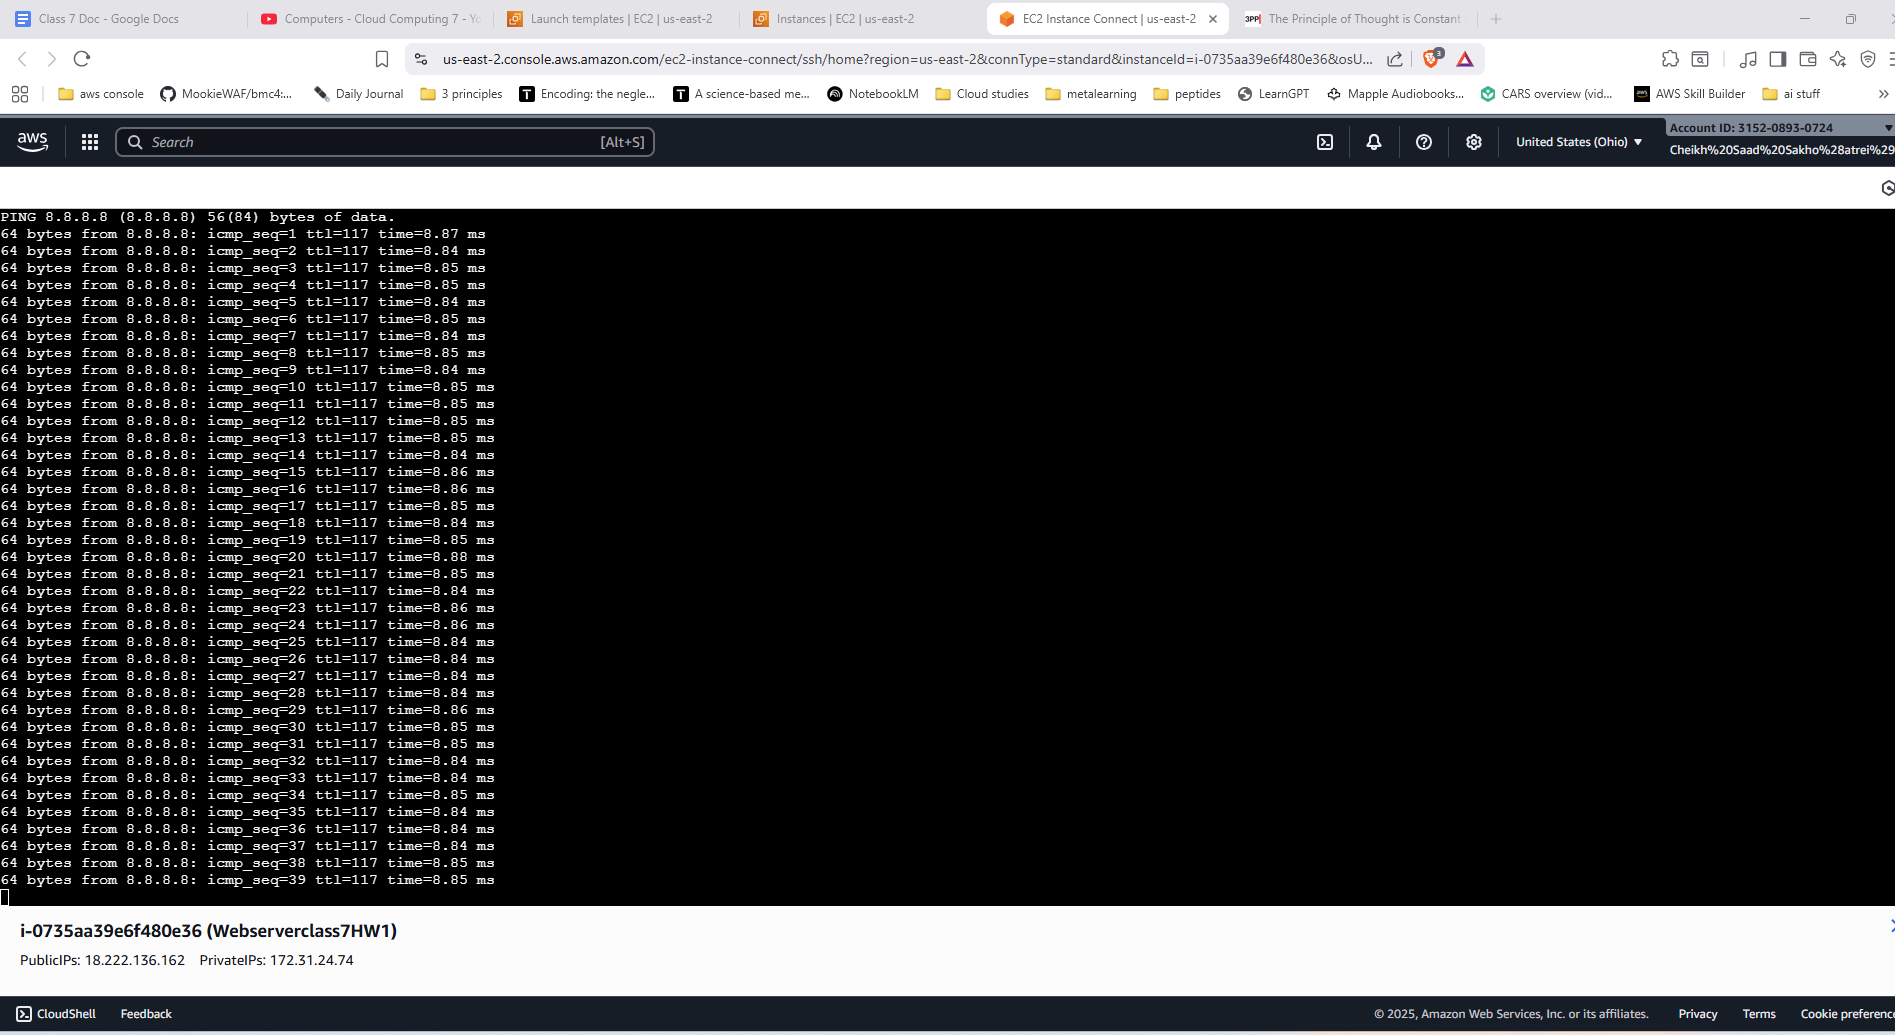 Class 7 Doc - Google Docs
Computers - Cloud Computing 7 - Yo
Launch templates | EC2 | us-east-2
Instances | EC2 | us-east-2
EC2 Instance Connect | us-east-2
3PP The Principle of Thought is Constant
us-east-2.console.aws.amazon.com/ec2-instance-connect/ssh/home?region=us-east-2&connType=standard&instanceId=i-0735aa39e6f480e36&osU...
3
aws console
MookieWAF/bmc4:...
Daily Journal
3 principles
T Encoding: the negle...
T A science-based me...
NotebookLM
Cloud studies
metalearning
peptides
LearnGPT
Mapple Audiobooks...
CARS overview (vid...
AWS Skill Builder
ai stuff
aws
Search
[Alt+S]
United States (Ohio)
Account ID: 3152-0893-0724
Cheikh%20Saad%20Sakho%28atrei%29
PING 8.8.8.8 (8.8.8.8) 56(84) bytes of data.
64 bytes from 8.8.8.8: icmp_seq=1 ttl=117 time=8.87 ms
64 bytes from 8.8.8.8: icmp_seq=2 ttl=117 time=8.84 ms
64 bytes from 8.8.8.8: icmp_seq=3 ttl=117 time=8.85 ms
64 bytes from 8.8.8.8: icmp_seq=4 ttl=117 time=8.85 ms
64 bytes from 8.8.8.8: icmp_seq=5 ttl=117 time=8.84 ms
64 bytes from 8.8.8.8: icmp_seq=6 ttl=117 time=8.85 ms
64 bytes from 8.8.8.8: icmp_seq=7 ttl=117 time=8.84 ms
64 bytes from 8.8.8.8: icmp_seq=8 ttl=117 time=8.85 ms
64 bytes from 8.8.8.8: icmp_seq=9 ttl=117 time=8.84 ms
64 bytes from 8.8.8.8: icmp_seq=10 ttl=117 time=8.85 ms
64 bytes from 8.8.8.8: icmp_seq=11 ttl=117 time=8.85 ms
64 bytes from 8.8.8.8: icmp_seq=12 ttl=117 time=8.85 ms
64 bytes from 8.8.8.8: icmp_seq=13 ttl=117 time=8.85 ms
64 bytes from 8.8.8.8: icmp_seq=14 ttl=117 time=8.84 ms
64 bytes from 8.8.8.8: icmp_seq=15 ttl=117 time=8.86 ms
64 bytes from 8.8.8.8: icmp_seq=16 ttl=117 time=8.86 ms
64 bytes from 8.8.8.8: icmp_seq=17 ttl=117 time=8.85 ms
64 bytes from 8.8.8.8: icmp_seq=18 ttl=117 time=8.84 ms
64 bytes from 8.8.8.8: icmp_seq=19 ttl=117 time=8.85 ms
64 bytes from 8.8.8.8: icmp_seq=20 ttl=117 time=8.88 ms
64 bytes from 8.8.8.8: icmp_seq=21 ttl=117 time=8.85 ms
64 bytes from 8.8.8.8: icmp_seq=22 ttl=117 time=8.84 ms
64 bytes from 8.8.8.8: icmp_seq=23 ttl=117 time=8.86 ms
64 bytes from 8.8.8.8: icmp_seq=24 ttl=117 time=8.86 ms
64 bytes from 8.8.8.8: icmp_seq=25 ttl=117 time=8.84 ms
64 bytes from 8.8.8.8: icmp_seq=26 ttl=117 time=8.84 ms
64 bytes from 8.8.8.8: icmp_seq=27 ttl=117 time=8.84 ms
64 bytes from 8.8.8.8: icmp_seq=28 ttl=117 time=8.84 ms
64 bytes from 8.8.8.8: icmp_seq=29 ttl=117 time=8.86 ms
64 bytes from 8.8.8.8: icmp_seq=30 ttl=117 time=8.85 ms
64 bytes from 8.8.8.8: icmp_seq=31 ttl=117 time=8.85 ms
64 bytes from 8.8.8.8: icmp_seq=32 ttl=117 time=8.84 ms
64 bytes from 8.8.8.8: icmp_seq=33 ttl=117 time=8.84 ms
64 bytes from 8.8.8.8: icmp_seq=34 ttl=117 time=8.85 ms
64 bytes from 8.8.8.8: icmp_seq=35 ttl=117 time=8.84 ms
64 bytes from 8.8.8.8: icmp_seq=36 ttl=117 time=8.84 ms
64 bytes from 8.8.8.8: icmp_seq=37 ttl=117 time=8.84 ms
64 bytes from 8.8.8.8: icmp_seq=38 ttl=117 time=8.85 ms
64 bytes from 8.8.8.8: icmp_seq=39 ttl=117 time=8.85 ms
i-0735aa39e6f480e36 (Webserverclass7HW1)
PublicIPs: 18.222.136.162 PrivateIPs: 172.31.24.74
CloudShell Feedback
© 2025, Amazon Web Services, Inc. or its affiliates. Privacy Terms Cookie preference